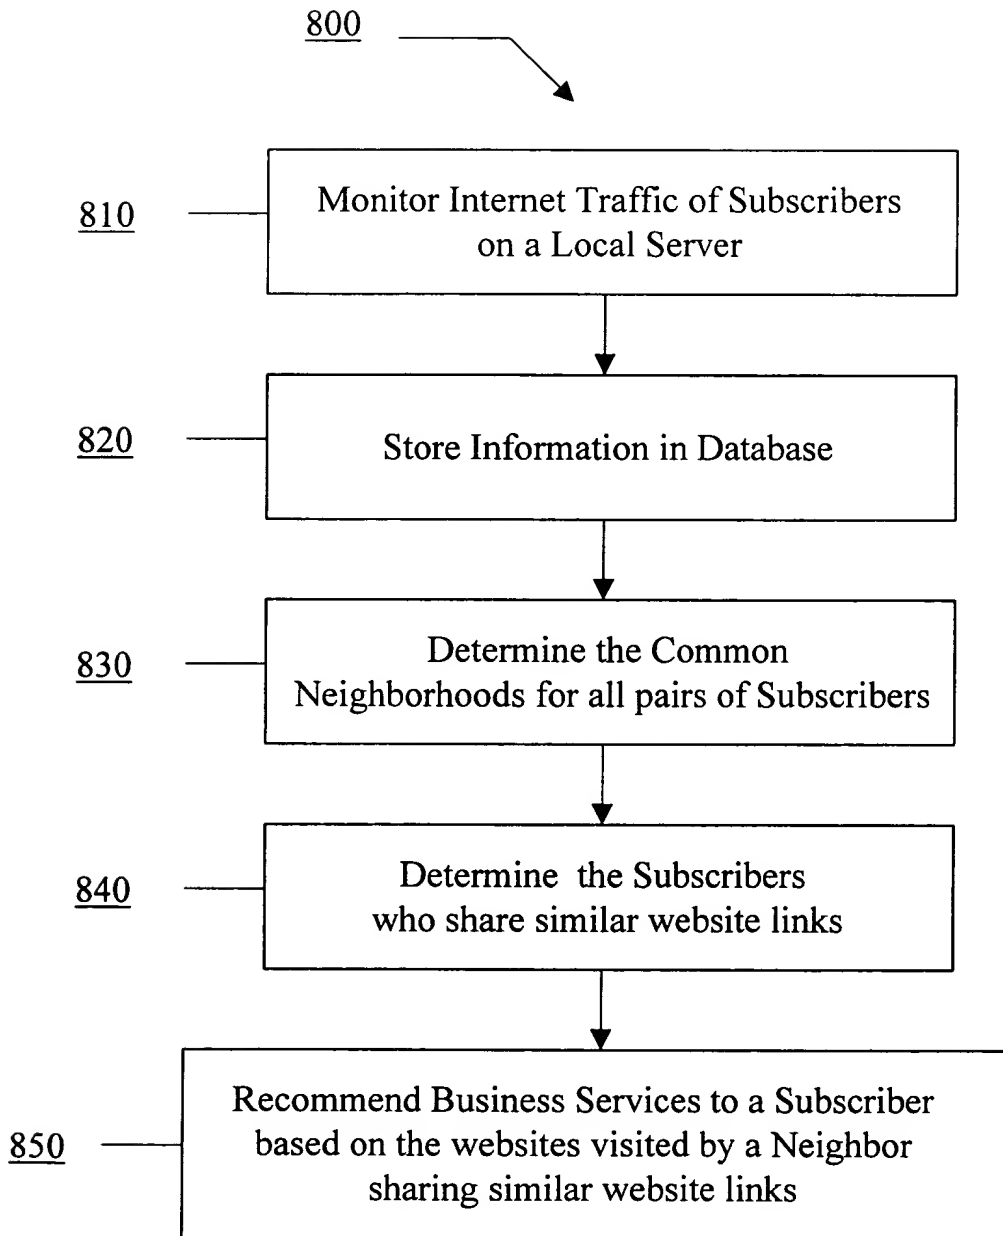 800
810
Monitor Internet Traffic of Subscribers
on a Local Server
820
Store Information in Database
830
Determine the Common
Neighborhoods for all pairs of Subscribers
840
Determine the Subscribers
who share similar website links
850
Recommend Business Services to a Subscriber
based on the websites visited by a Neighbor
sharing similar website links